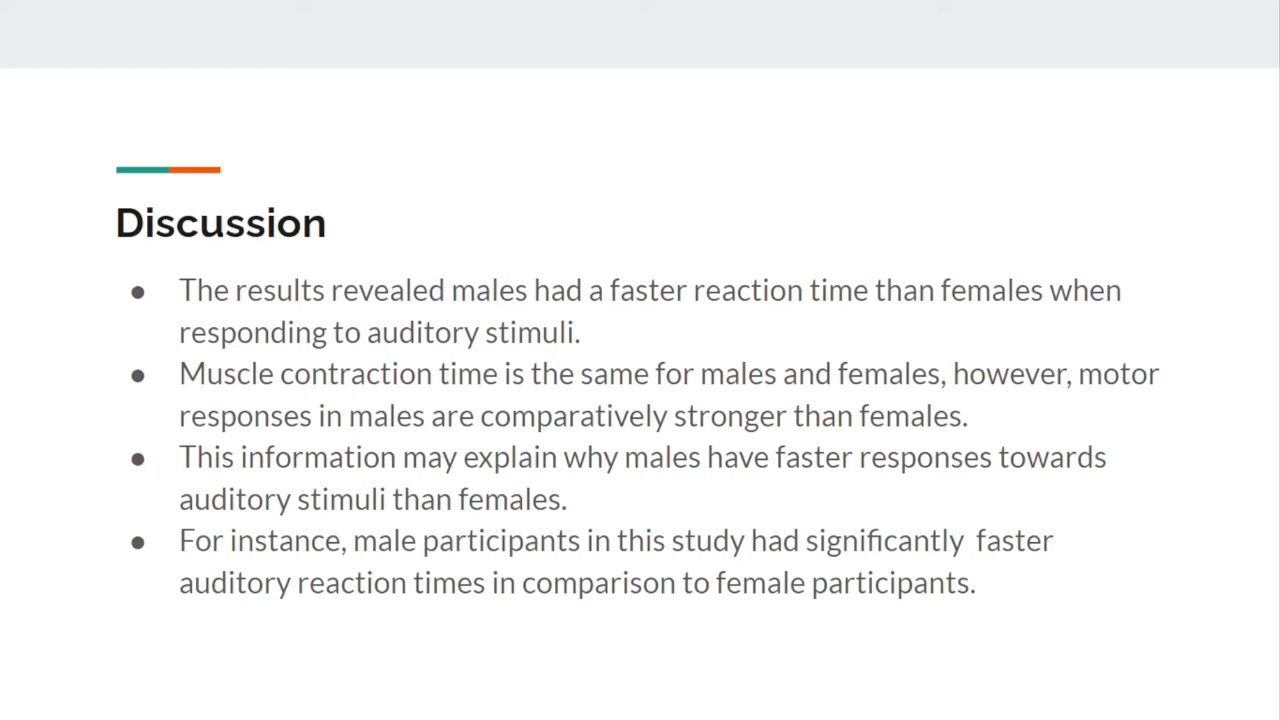 Discussion
● The results revealed males had a faster reaction time than females when
responding to auditory stimuli.
● Muscle contraction time is the same for males and females, however, motor
responses in males are comparatively stronger than females.
● This information may explain why males have faster responses towards
auditory stimuli than females.
● For instance, male participants in this study had significantly  faster
auditory reaction times in comparison to female participants.